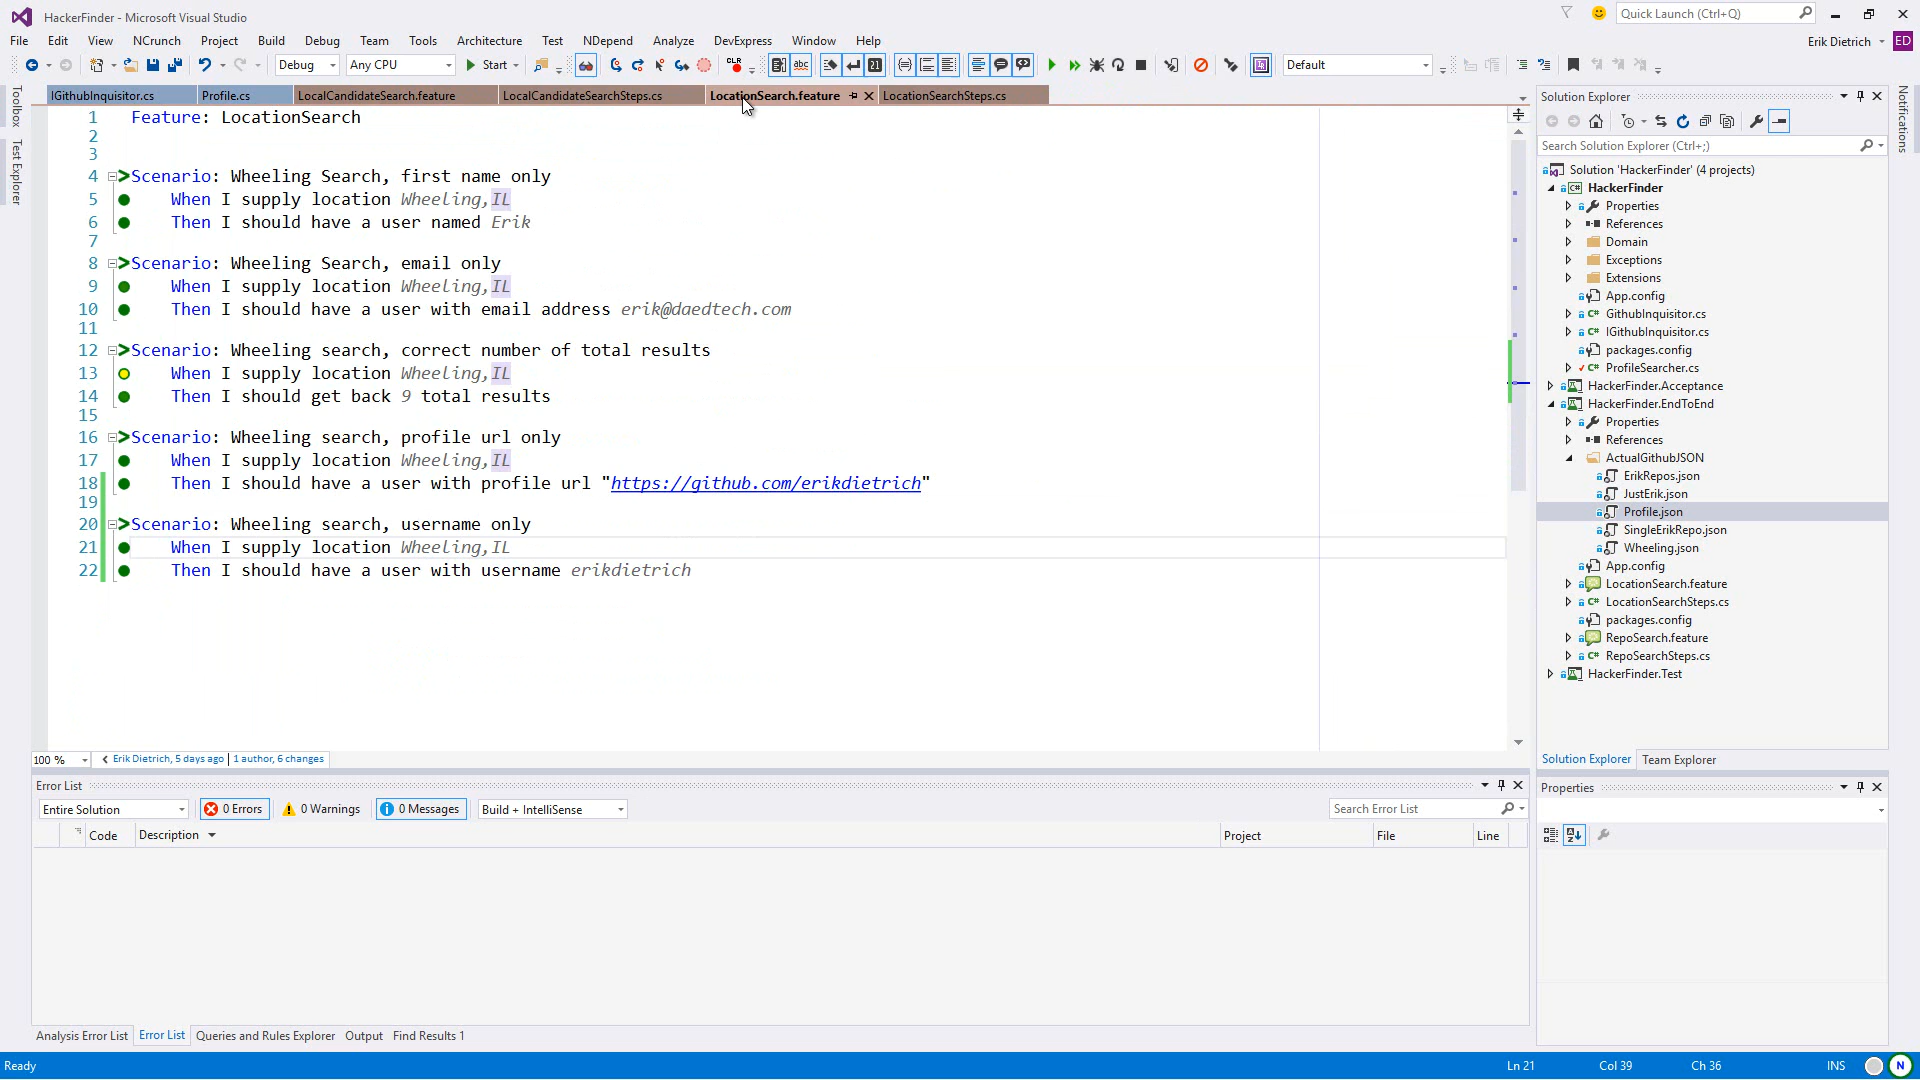 HackerFinder - Microsoft Visual Studio
Quick Launch (Ctrl+Q)
File Edit View NCrunch Project Build Debug Team Tools Architecture Test NDepend Analyze DevExpress Window Help
Erik Dietrich ED
Debug Any CPU Start CLR abc 21 Default
IGithubInquisitor.cs Profile.cs LocalCandidateSearch.feature LocalCandidateSearchSteps.cs LocationSearch.feature LocationSearchSteps.cs
Toolbox
Test Explorer
1 Feature: LocationSearch
2
3
4 Scenario: Wheeling Search, first name only
5 When I supply location Wheeling,IL
6 Then I should have a user named Erik
7
8 Scenario: Wheeling Search, email only
9 When I supply location Wheeling,IL
10 Then I should have a user with email address erik@daedtech.com
11
12 Scenario: Wheeling search, correct number of total results
13 When I supply location Wheeling,IL
14 Then I should get back 9 total results
15
16 Scenario: Wheeling search, profile url only
17 When I supply location Wheeling,IL
18 Then I should have a user with profile url "https://github.com/erikdietrich"
19
20 Scenario: Wheeling search, username only
21 When I supply location Wheeling,IL
22 Then I should have a user with username erikdietrich
100 % Erik Dietrich, 5 days ago | 1 author, 6 changes
Error List
Entire Solution 0 Errors 0 Warnings 0 Messages Build + IntelliSense Search Error List
Code Description Project File Line
Analysis Error List Error List Queries and Rules Explorer Output Find Results 1
Solution Explorer
Search Solution Explorer (Ctrl+;)
Solution 'HackerFinder' (4 projects)
HackerFinder
Properties
References
Domain
Exceptions
Extensions
App.config
GithubInquisitor.cs
IGithubInquisitor.cs
packages.config
ProfileSearcher.cs
HackerFinder.Acceptance
HackerFinder.EndToEnd
Properties
References
ActualGithubJSON
ErikRepos.json
JustErik.json
Profile.json
SingleErikRepo.json
Wheeling.json
App.config
LocationSearch.feature
LocationSearchSteps.cs
packages.config
RepoSearch.feature
RepoSearchSteps.cs
HackerFinder.Test
Solution Explorer Team Explorer
Properties
Notifications
Ready Ln 21 Col 39 Ch 36 INS N